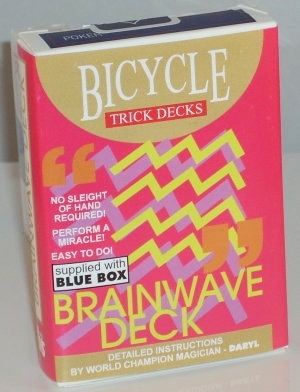 POKER
BICYCLE
TRICK DECKS
NO SLEIGHT
OF HAND
REQUIRED!
PERFORM A
MIRACLE!
EASY TO DO!
supplied with
BLUE BOX
BRAINWAVE
DECK
DETAILED INSTRUCTIONS
BY WORLD CHAMPION MAGICIAN - DARYL